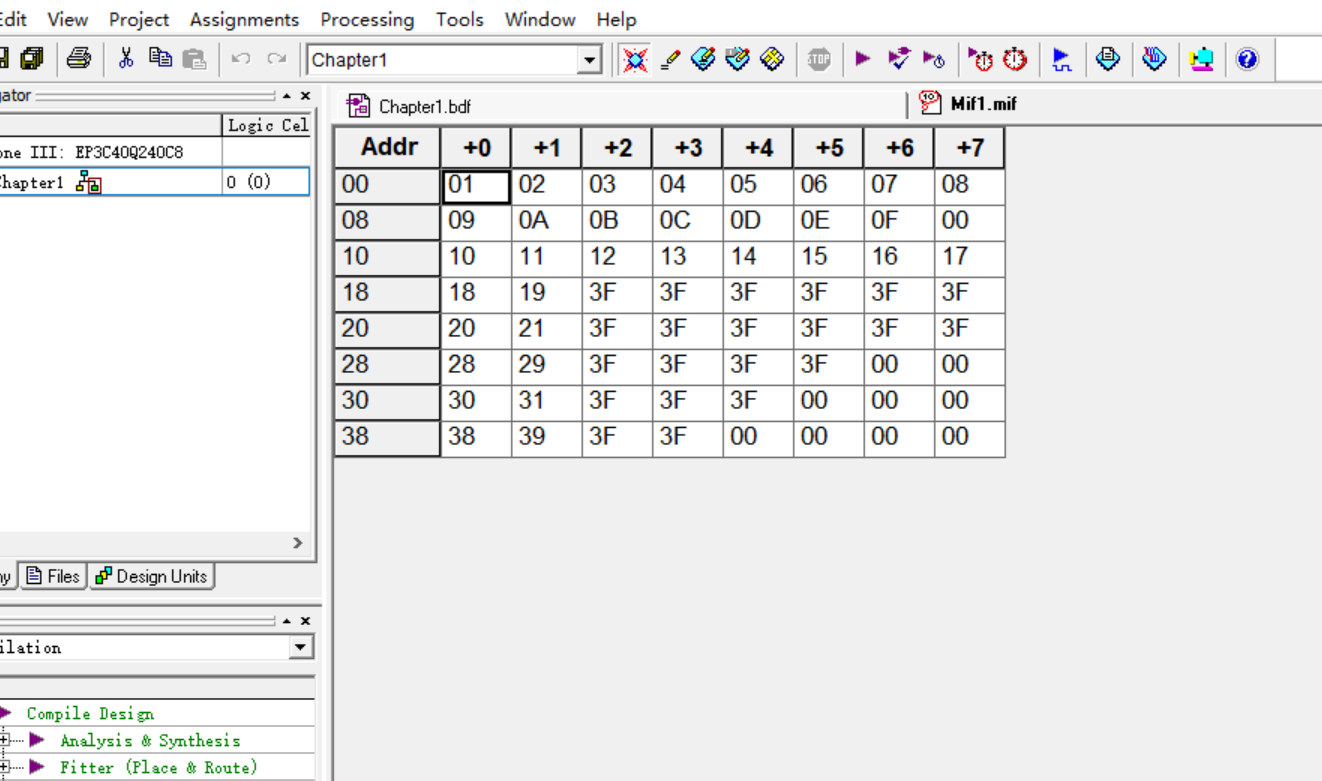 Edit View Project Assignments Processing Tools Window Help
Chapter1
STOP
Chapter1.bdf
Mif1.mif
Logic Cel
III: EP3C40Q240C8
Chapter1 0 (0)
Addr +0 +1 +2 +3 +4 +5 +6 +7
00 01 02 03 04 05 06 07 08
08 09 0A 0B 0C 0D 0E 0F 00
10 10 11 12 13 14 15 16 17
18 18 19 3F 3F 3F 3F 3F 3F
20 20 21 3F 3F 3F 3F 3F 3F
28 28 29 3F 3F 3F 3F 00 00
30 30 31 3F 3F 3F 00 00 00
38 38 39 3F 3F 00 00 00 00
Files Design Units
Compile Design
Analysis & Synthesis
Fitter (Place & Route)